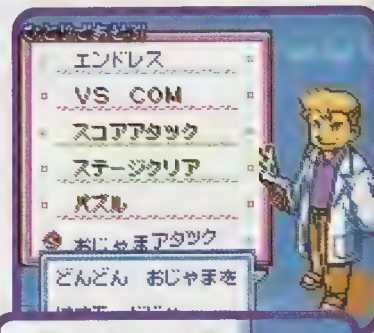 エンドレス
VS COM
スコアアタック
ステージクリア
パズル
おじゃまアタック
どんどん おじゃまを